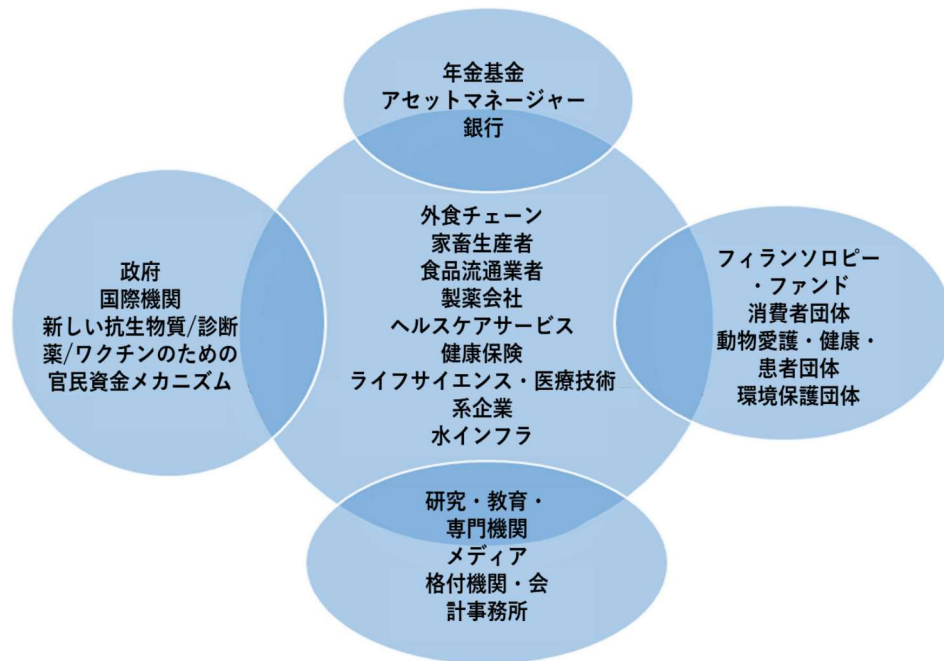 年金基金
アセットマネージャー
銀行
政府
国際機関
新しい抗生物質/診断
薬/ワクチンのための
官民資金メカニズム
外食チェーン
家畜生産者
食品流通業者
製薬会社
ヘルスケアサービス
健康保険
ライフサイエンス・医療技術
系企業
水インフラ
フィランソロピー
・ファンド
消費者団体
動物愛護・健康・
患者団体
環境保護団体
研究・教育・
専門機関
メディア
格付機関・会
計事務所